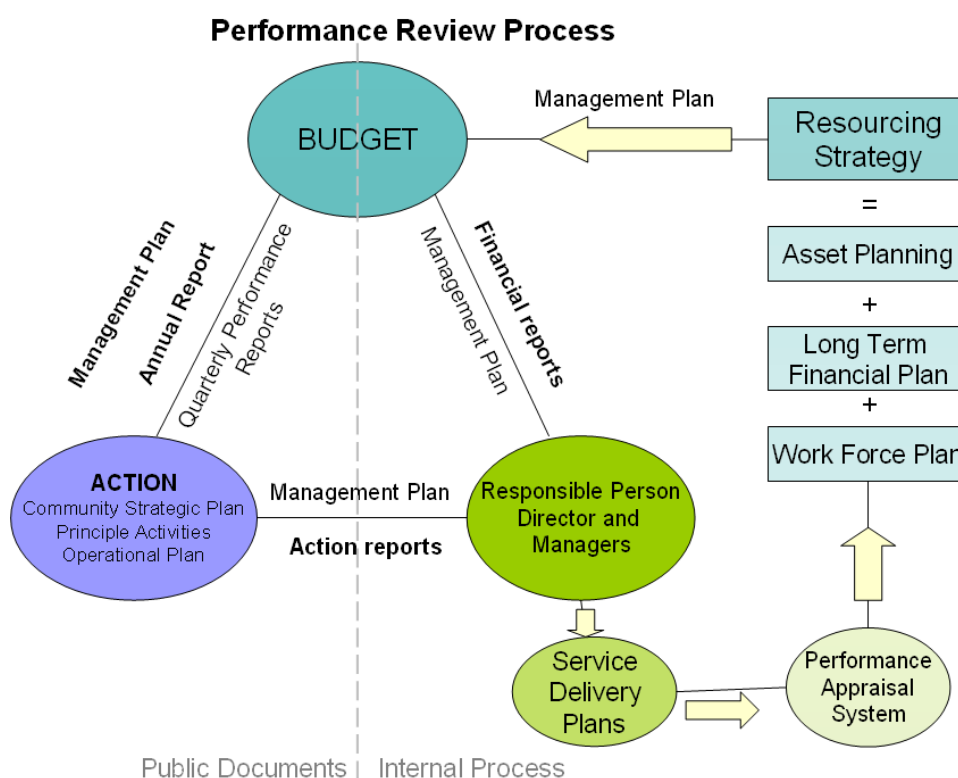 Performance Review Process
BUDGET
Management Plan
Resourcing
Strategy
=
Asset Planning
+
Long Term
Financial Plan
+
Work Force Plan
Management Plan
Annual Report
Quarterly Performance
Reports
Financial reports
Management Plan
ACTION
Community Strategic Plan
Principle Activities
Operational Plan
Management Plan
Action reports
Responsible Person
Director and
Managers
Service
Delivery
Plans
Performance
Appraisal
System
Public Documents
Internal Process